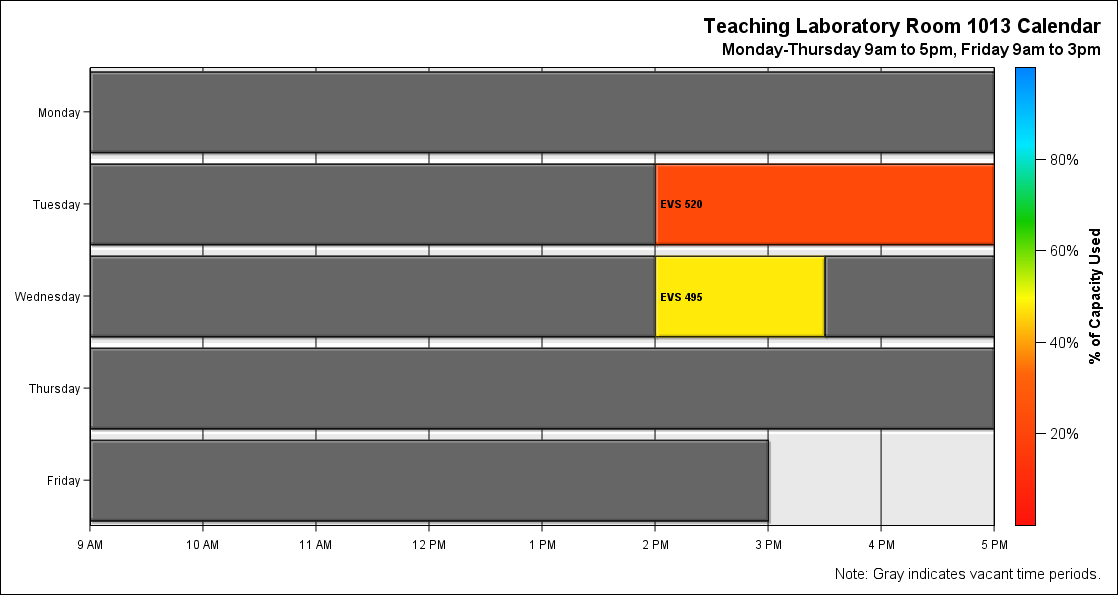 Teaching Laboratory Room 1013 Calendar
Monday-Thursday 9am to 5pm, Friday 9am to 3pm
Monday
Tuesday
EVS 520
Wednesday
EVS 495
Thursday
Friday
9 AM 10 AM 11 AM 12 PM 1 PM 2 PM 3 PM 4 PM 5 PM
80%
60%
40%
20%
% of Capacity Used
Note: Gray indicates vacant time periods.